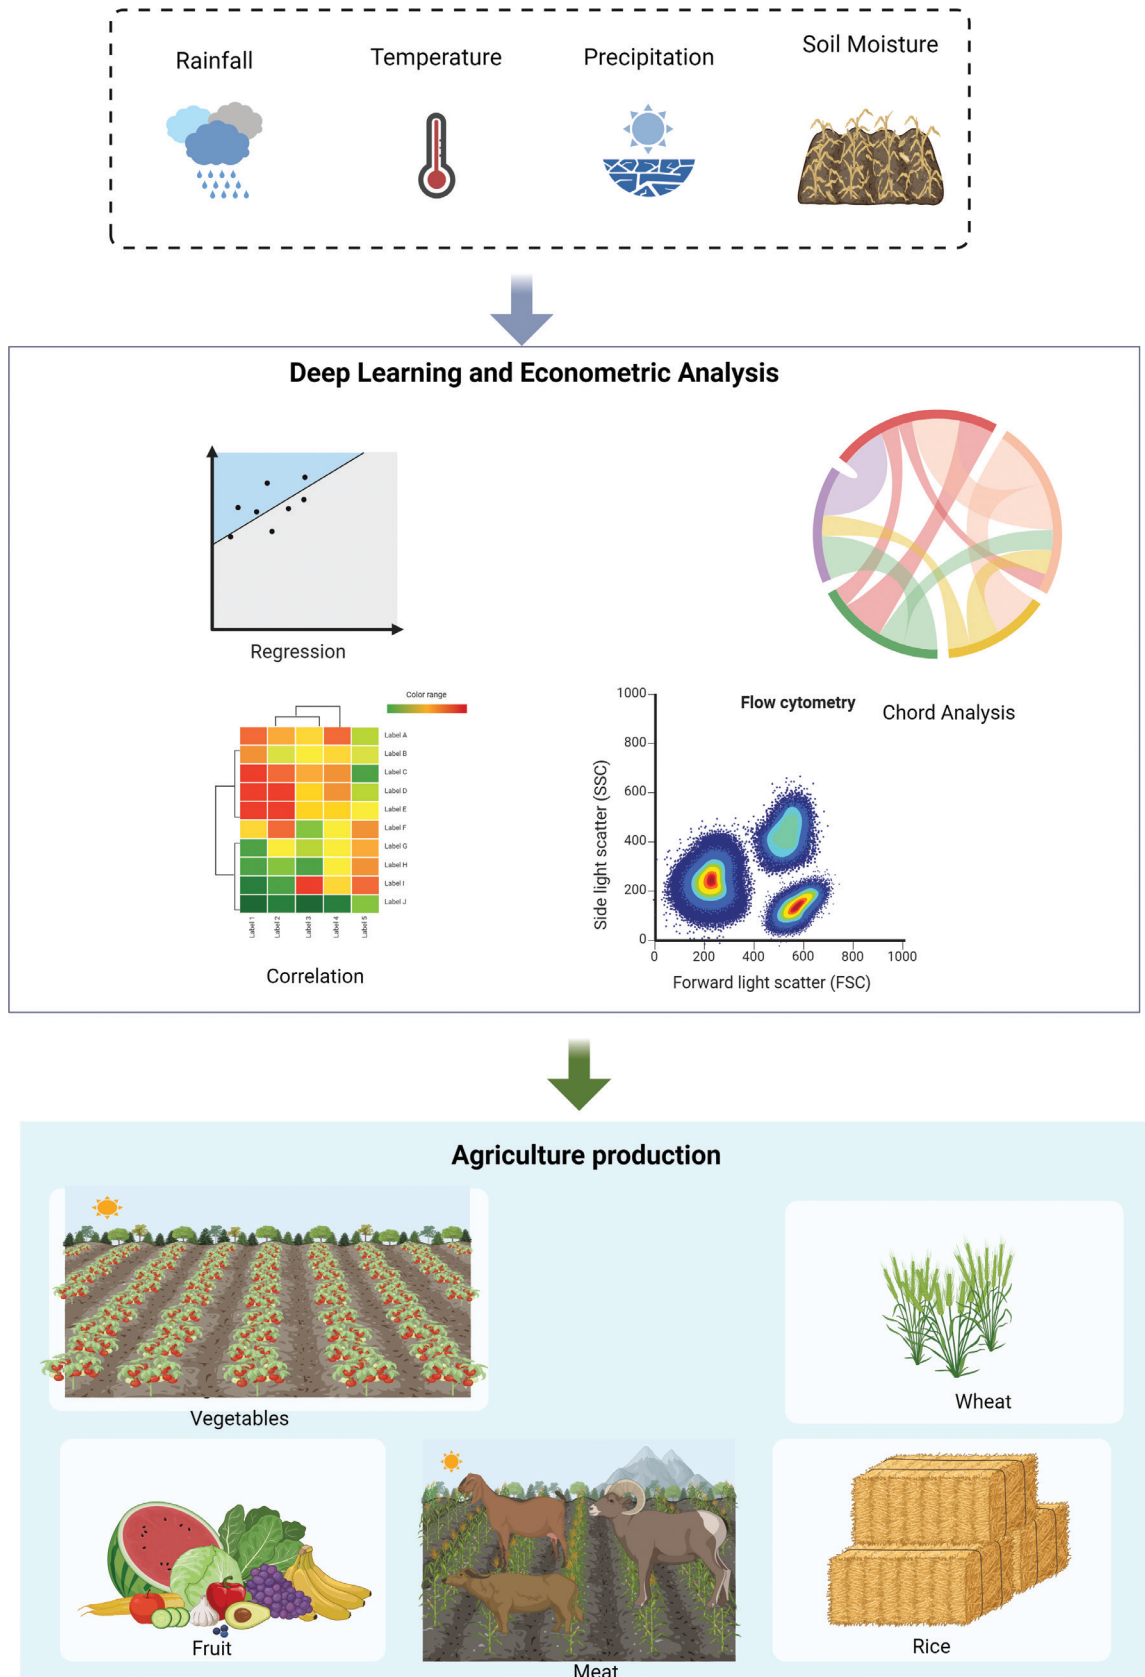 Rainfall
Temperature
Precipitation
Soil Moisture
Deep Learning and Econometric Analysis
Regression
Color range
Label A
Label B
Label C
Label D
Label E
Label F
Label G
Label H
Label I
Label J
Label 1
Label 2
Label 3
Label 4
Label 5
Correlation
Chord Analysis
Flow cytometry
1000
800
600
400
200
0
Side light scatter (SSC)
0
200
400
600
800
1000
Forward light scatter (FSC)
Agriculture production
Vegetables
Wheat
Fruit
Meat
Rice